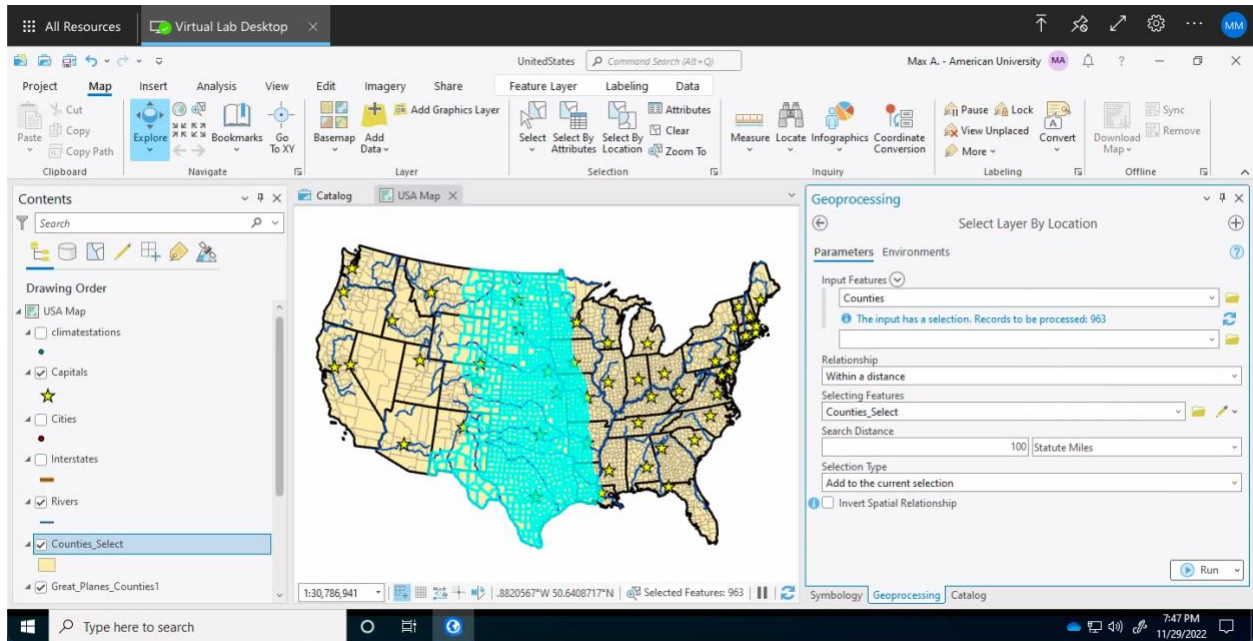 All Resources
Virtual Lab Desktop
MM
UnitedStates
Command Search (Alt+Q)
Max A. - American University
MA
?
Project Map Insert Analysis View Edit Imagery Share Feature Layer Labeling Data
Paste
Cut
Copy
Copy Path
Clipboard
Explore
Bookmarks
Go To XY
Navigate
Basemap
Add Data
Add Graphics Layer
Layer
Select
Select By Attributes
Select By Location
Attributes
Clear
Zoom To
Selection
Measure
Locate
Infographics
Coordinate Conversion
Inquiry
Pause
Lock
View Unplaced
More
Convert
Labeling
Download Map
Sync
Remove
Offline
Contents
Search
Drawing Order
USA Map
climatestations
Capitals
Cities
Interstates
Rivers
Counties_Select
Great_Planes_Counties1
Catalog
USA Map
1:30,786,941
.8820567°W 50.6408717°N
Selected Features: 963
Geoprocessing
Select Layer By Location
Parameters Environments
Input Features
Counties
The input has a selection. Records to be processed: 963
Relationship
Within a distance
Selecting Features
Counties_Select
Search Distance
100 Statute Miles
Selection Type
Add to the current selection
Invert Spatial Relationship
Run
Symbology Geoprocessing Catalog
Type here to search
7:47 PM
11/29/2022